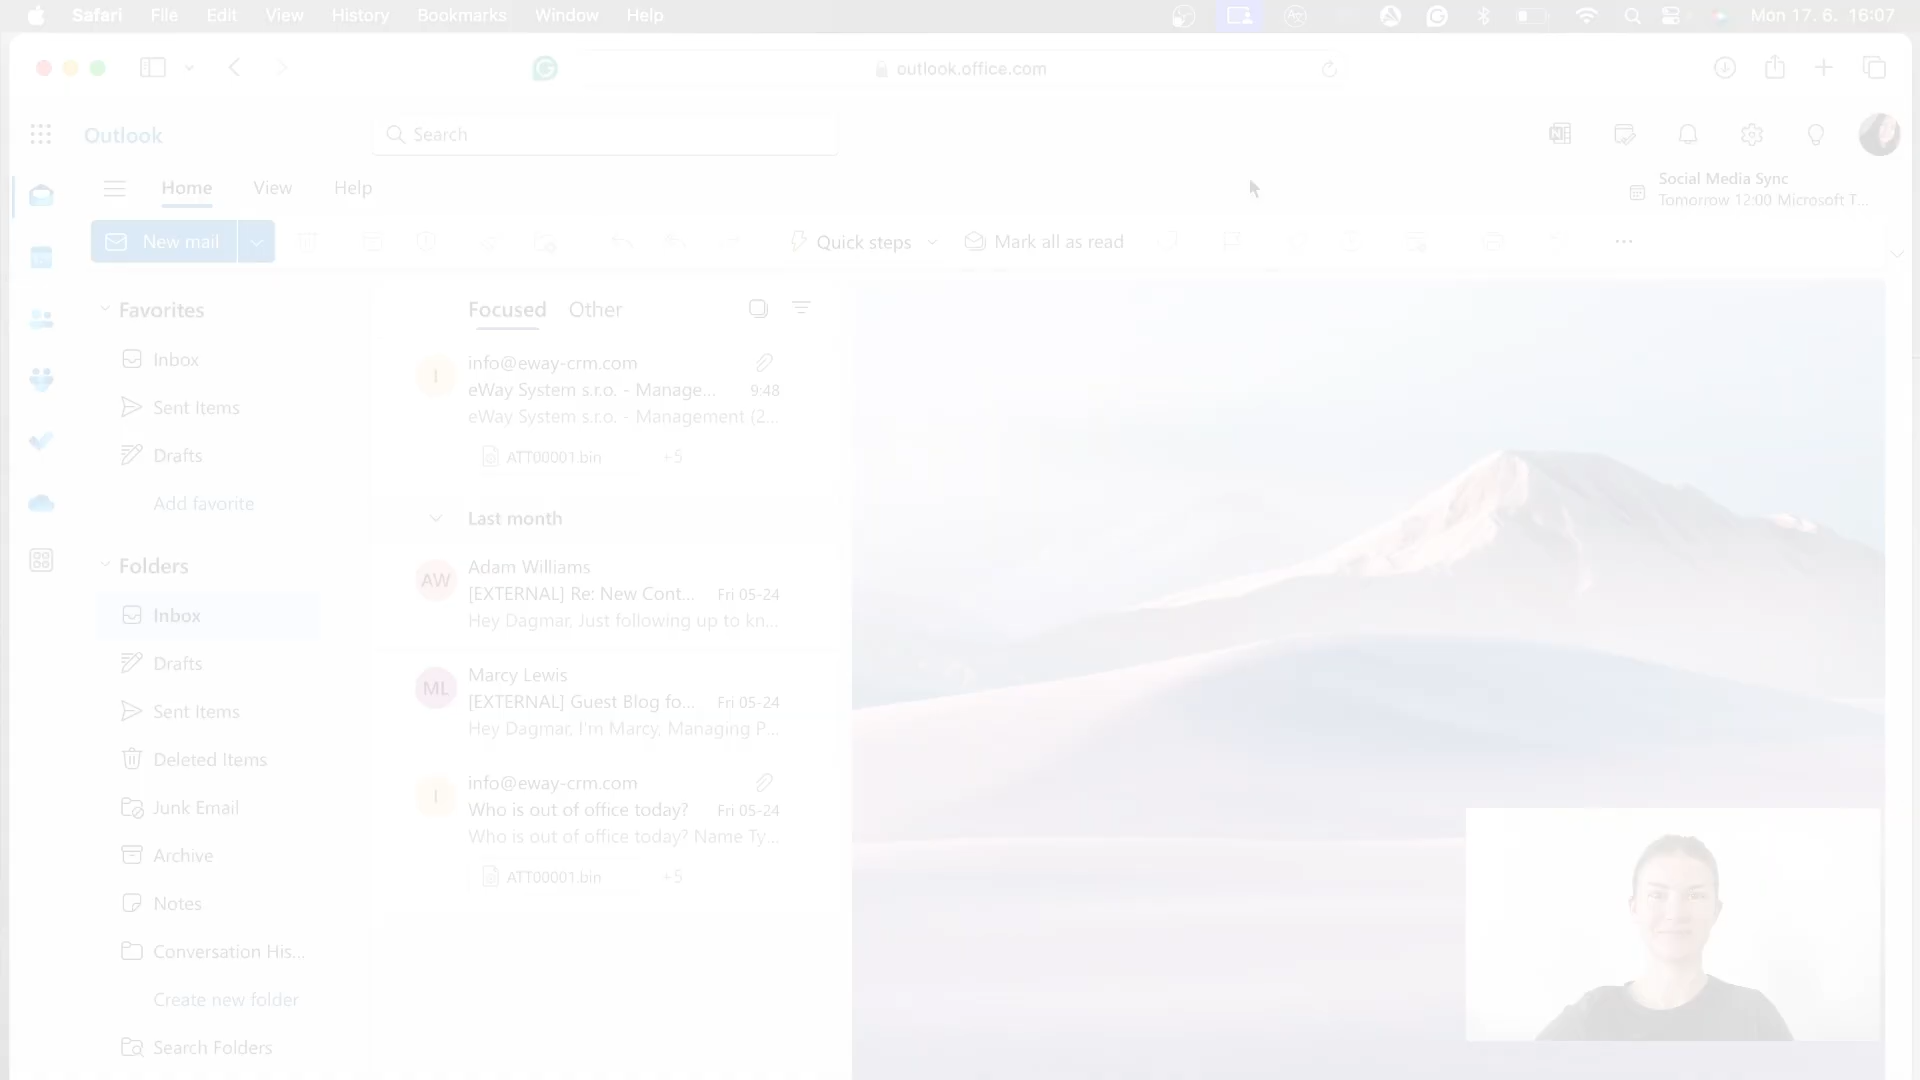 Safari File Edit View History Bookmarks Window Help Mon 17. 6. 16:07
outlook.office.com
Outlook Search
Home View Help
Social Media Sync
Tomorrow 12:00 Microsoft T...
New mail Quick steps Mark all as read
Favorites
Inbox
Sent Items
Drafts
Add favorite
Folders
Inbox
Drafts
Sent Items
Deleted Items
Junk Email
Archive
Notes
Conversation His...
Create new folder
Search Folders
Focused Other
I
info@eway-crm.com
eWay System s.r.o. - Manage... 9:48
eWay System s.r.o. - Management (2...
ATT00001.bin +5
Last month
AW
Adam Williams
[EXTERNAL] Re: New Cont... Fri 05-24
Hey Dagmar, Just following up to kn...
ML
Marcy Lewis
[EXTERNAL] Guest Blog fo... Fri 05-24
Hey Dagmar, I'm Marcy, Managing P...
I
info@eway-crm.com
Who is out of office today? Fri 05-24
Who is out of office today? Name Ty...
ATT00001.bin +5